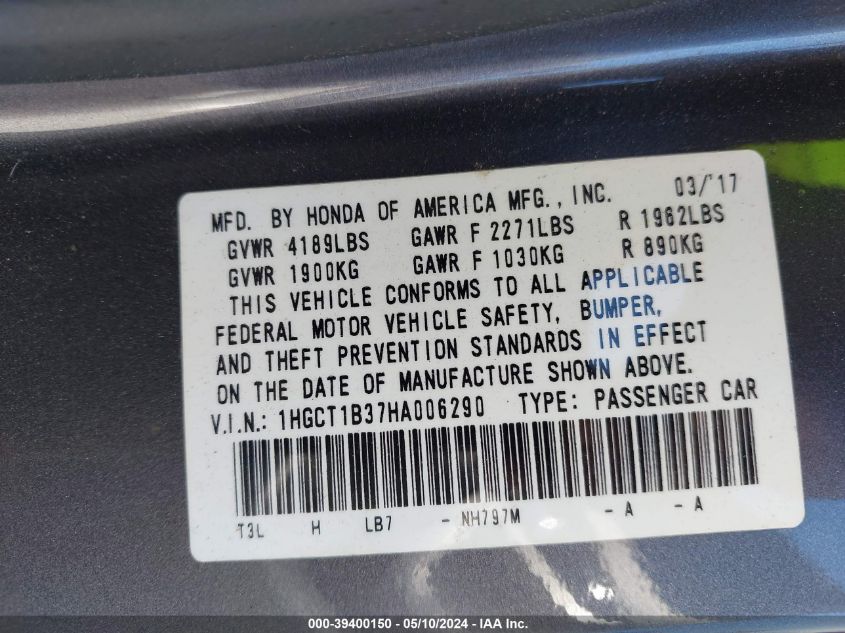 MFD. BY HONDA OF AMERICA MFG., INC. 03/'17
GVWR 4189LBS GAWR F 2271LBS R 1962LBS
GVWR 1900KG GAWR F 1030KG R 890KG
THIS VEHICLE CONFORMS TO ALL APPLICABLE
FEDERAL MOTOR VEHICLE SAFETY, BUMPER,
AND THEFT PREVENTION STANDARDS IN EFFECT
ON THE DATE OF MANUFACTURE SHOWN ABOVE.
V.I.N.: 1HGCT1B37HA006290 TYPE: PASSENGER CAR
T3L H LB7 - NH797M - A - A
000-39400150 - 05/10/2024 - IAA Inc.